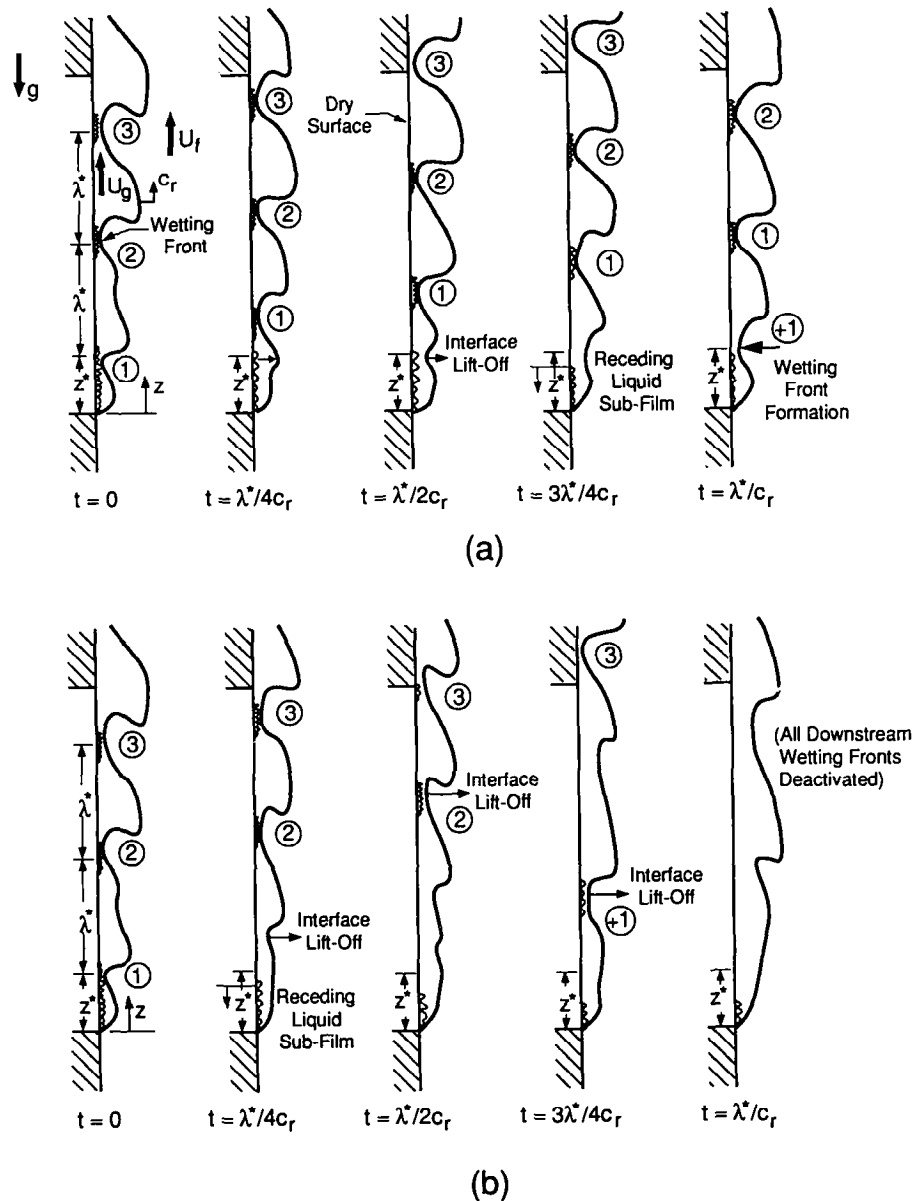 g
③
U_f
U_g
c_r
λ*
Wetting
Front
②
λ*
①
z*
z
t = 0
③
②
①
z*
t = λ*/4c_r
③
Dry
Surface
②
①
Interface
Lift-Off
z*
t = λ*/2c_r
③
②
①
Receding
Liquid
Sub-Film
z*
t = 3λ*/4c_r
②
①
+1
Wetting
Front
Formation
z*
t = λ*/c_r
(a)
③
λ*
②
λ*
①
z*
z
t = 0
③
②
Interface
Lift-Off
z*
Receding
Liquid
Sub-Film
t = λ*/4c_r
③
Interface
Lift-Off
②
z*
t = λ*/2c_r
③
Interface
Lift-Off
+1
z*
t = 3λ*/4c_r
(All Downstream
Wetting Fronts
Deactivated)
z*
t = λ*/c_r
(b)